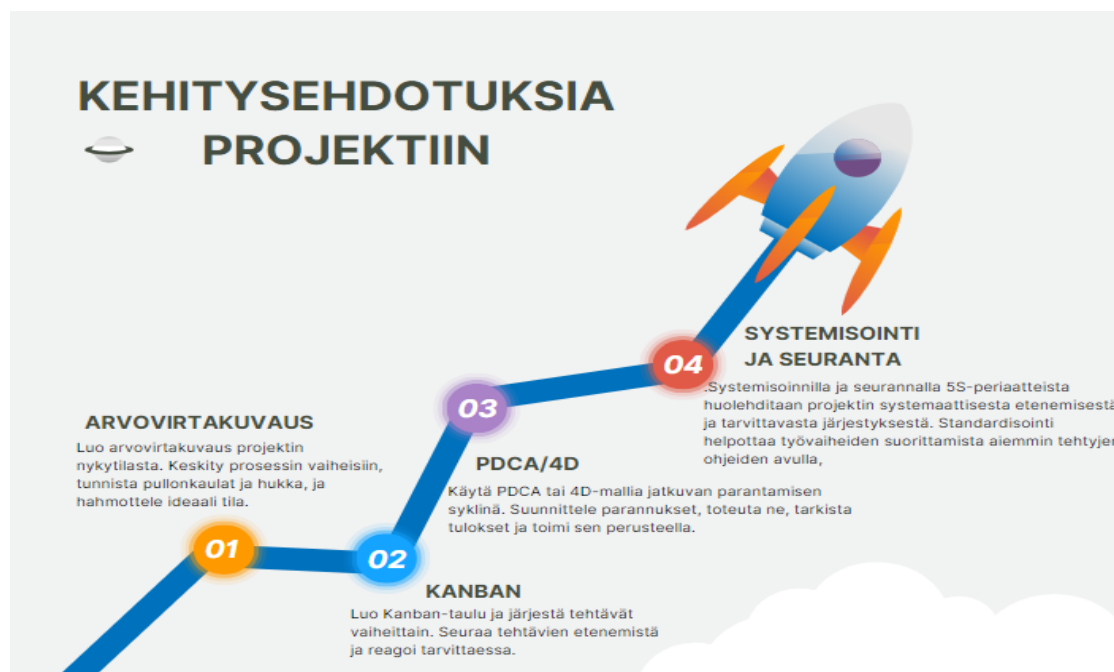 KEHITYSEHDOTUKSIA
PROJEKTIIN
01
ARVOVIRTAKUVAUS
Luo arvovirtakuvaus projektin
nykytilasta. Keskity prosessin vaiheisiin,
tunnista pullonkaulat ja hukka, ja
hahmottele ideaali tila.
02
KANBAN
Luo Kanban-taulu ja järjestä tehtävät
vaiheittain. Seuraa tehtävien etenemistä
ja reagoi tarvittaessa.
03
PDCA/4D
Käytä PDCA tai 4D-mallia jatkuvan parantamisen
syklinä. Suunnittele parannukset, toteuta ne, tarkista
tulokset ja toimi sen perusteella.
04
SYSTEMISOINTI
JA SEURANTA
.Systemisoinnilla ja seurannalla 5S-periaatteista
huolehditaan projektin systemaattisesta etenemisestä
ja tarvittavasta järjestyksestä. Standardisointi
helpottaa työvaiheiden suorittamista aiemmin tehtyjen
ohjeiden avulla,